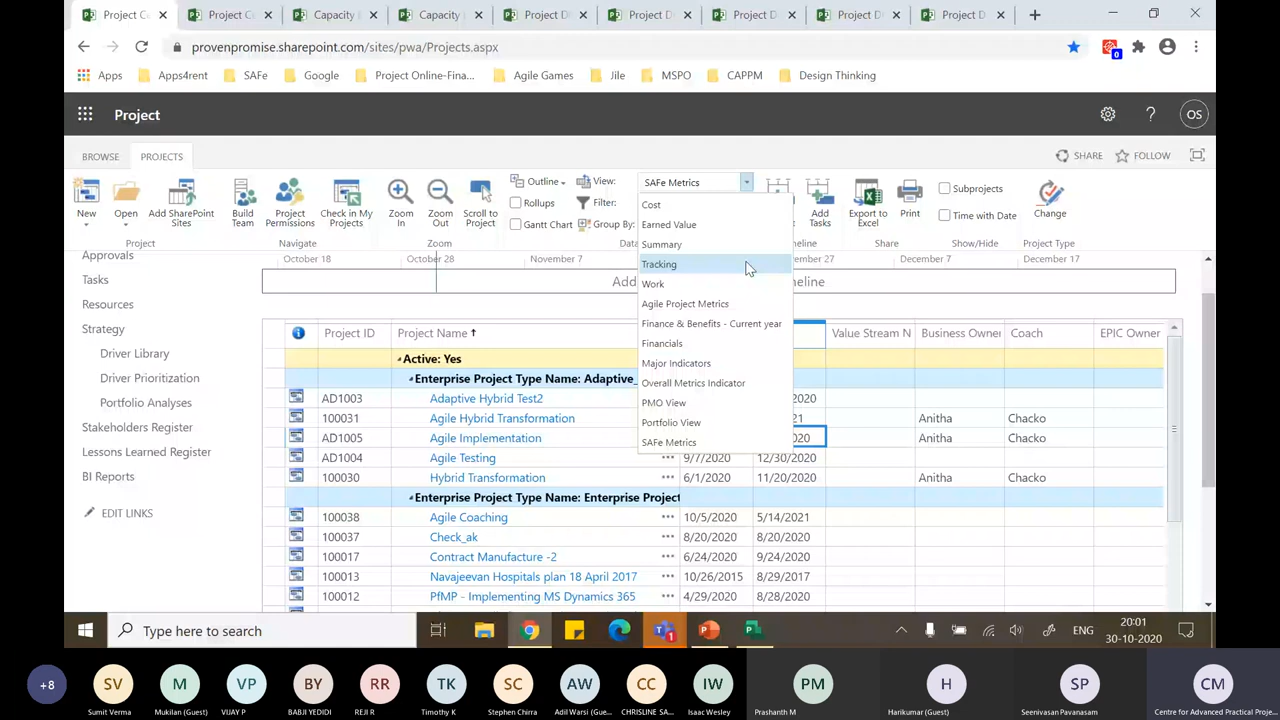 Project Ce
Project C
Capacity
Capacity
Project D
Project D
Project D
Project D
Project D
provenpromise.sharepoint.com/sites/pwa/Projects.aspx
0
Apps
Apps4rent
SAFe
Google
Project Online-Fina...
Agile Games
Jile
MSPO
CAPPM
Design Thinking
Project
OS
BROWSE
PROJECTS
SHARE
FOLLOW
New
Open
Add SharePoint Sites
Build Team
Project Permissions
Check in My Projects
Zoom In
Zoom Out
Scroll to Project
Outline
Rollups
Gantt Chart
View:
Filter:
Group By:
SAFe Metrics
Add Tasks
Export to Excel
Print
Subprojects
Time with Date
Change
Project
Navigate
Zoom
Share
Show/Hide
Project Type
Cost
Earned Value
Summary
Tracking
Work
Agile Project Metrics
Finance & Benefits - Current year
Financials
Major Indicators
Overall Metrics Indicator
PMO View
Portfolio View
SAFe Metrics
Approvals
Tasks
Resources
Strategy
Driver Library
Driver Prioritization
Portfolio Analyses
Stakeholders Register
Lessons Learned Register
BI Reports
EDIT LINKS
October 18
October 28
November 7
December 7
December 17
Project ID
Project Name
Value Stream N
Business Owner
Coach
EPIC Owner
Active: Yes
Enterprise Project Type Name: Adaptive_
AD1003 Adaptive Hybrid Test2
100031 Agile Hybrid Transformation Anitha Chacko
AD1005 Agile Implementation Anitha Chacko
AD1004 Agile Testing 9/7/2020 12/30/2020
100030 Hybrid Transformation 6/1/2020 11/20/2020 Anitha Chacko
Enterprise Project Type Name: Enterprise Project
100038 Agile Coaching ••• 10/5/2020 5/14/2021
100037 Check_ak ••• 8/20/2020 8/20/2020
100017 Contract Manufacture -2 ••• 6/24/2020 9/24/2020
100013 Navajeevan Hospitals plan 18 April 2017 ••• 10/26/2015 8/29/2017
100012 PfMP - Implementing MS Dynamics 365 ••• 4/29/2020 8/28/2020
Type here to search
1
ENG
20:01
30-10-2020
+8
SV
M
VP
BY
RR
TK
SC
AW
CC
IW
PM
H
SP
CM
Sumit Verma
Mukilan (Guest)
VIJAY P
BABJI YEDIDI
REJI R
Timothy K
Stephen Chirra
Adil Warsi (Gue...
CHRISLINE SA...
Isaac Wesley
Prashanth M
Harikumar (Guest)
Seenivasan Pavanasam
Centre for Advanced Practical Proje...